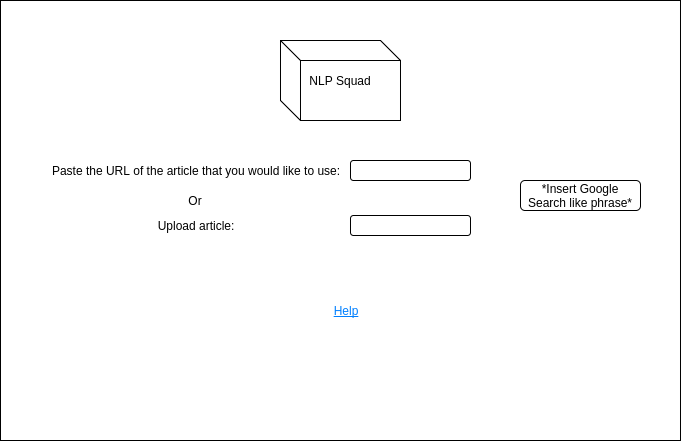 NLP Squad
Paste the URL of the article that you would like to use:
Or
Upload article:
*Insert Google
Search like phrase*
Help